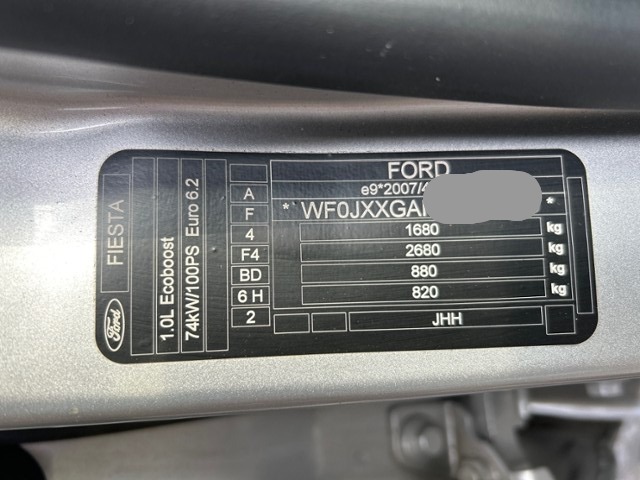 FORD
e9*2007/
* WF0JXXGA *
1680 kg
2680 kg
880 kg
820 kg
JHH
A
F
4
F4
BD
6 H
2
Euro 6.2
74kW/100PS
1.0L Ecoboost
FIESTA
Ford